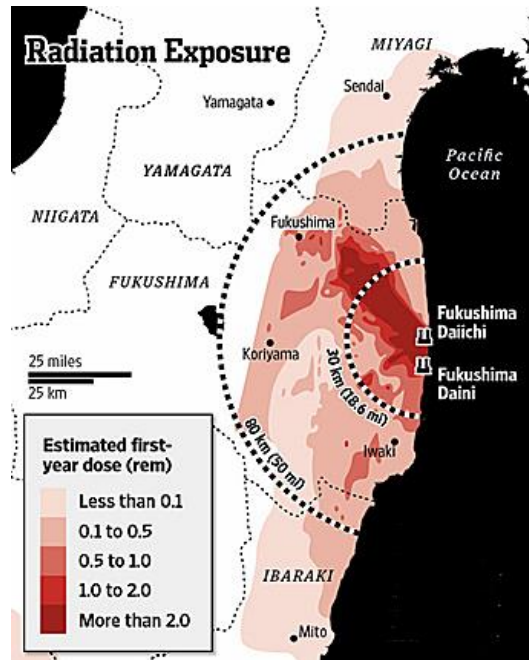 Radiation Exposure
MIYAGI
Sendai
Yamagata
Pacific
Ocean
YAMAGATA
NIIGATA
Fukushima
FUKUSHIMA
Fukushima
Daiichi
25 miles
25 km
Koriyama
30 km (18.6 mi)
Fukushima
Daini
80 km (50 mi)
Iwaki
Estimated first-
year dose (rem)
Less than 0.1
0.1 to 0.5
0.5 to 1.0
1.0 to 2.0
More than 2.0
IBARAKI
Mito